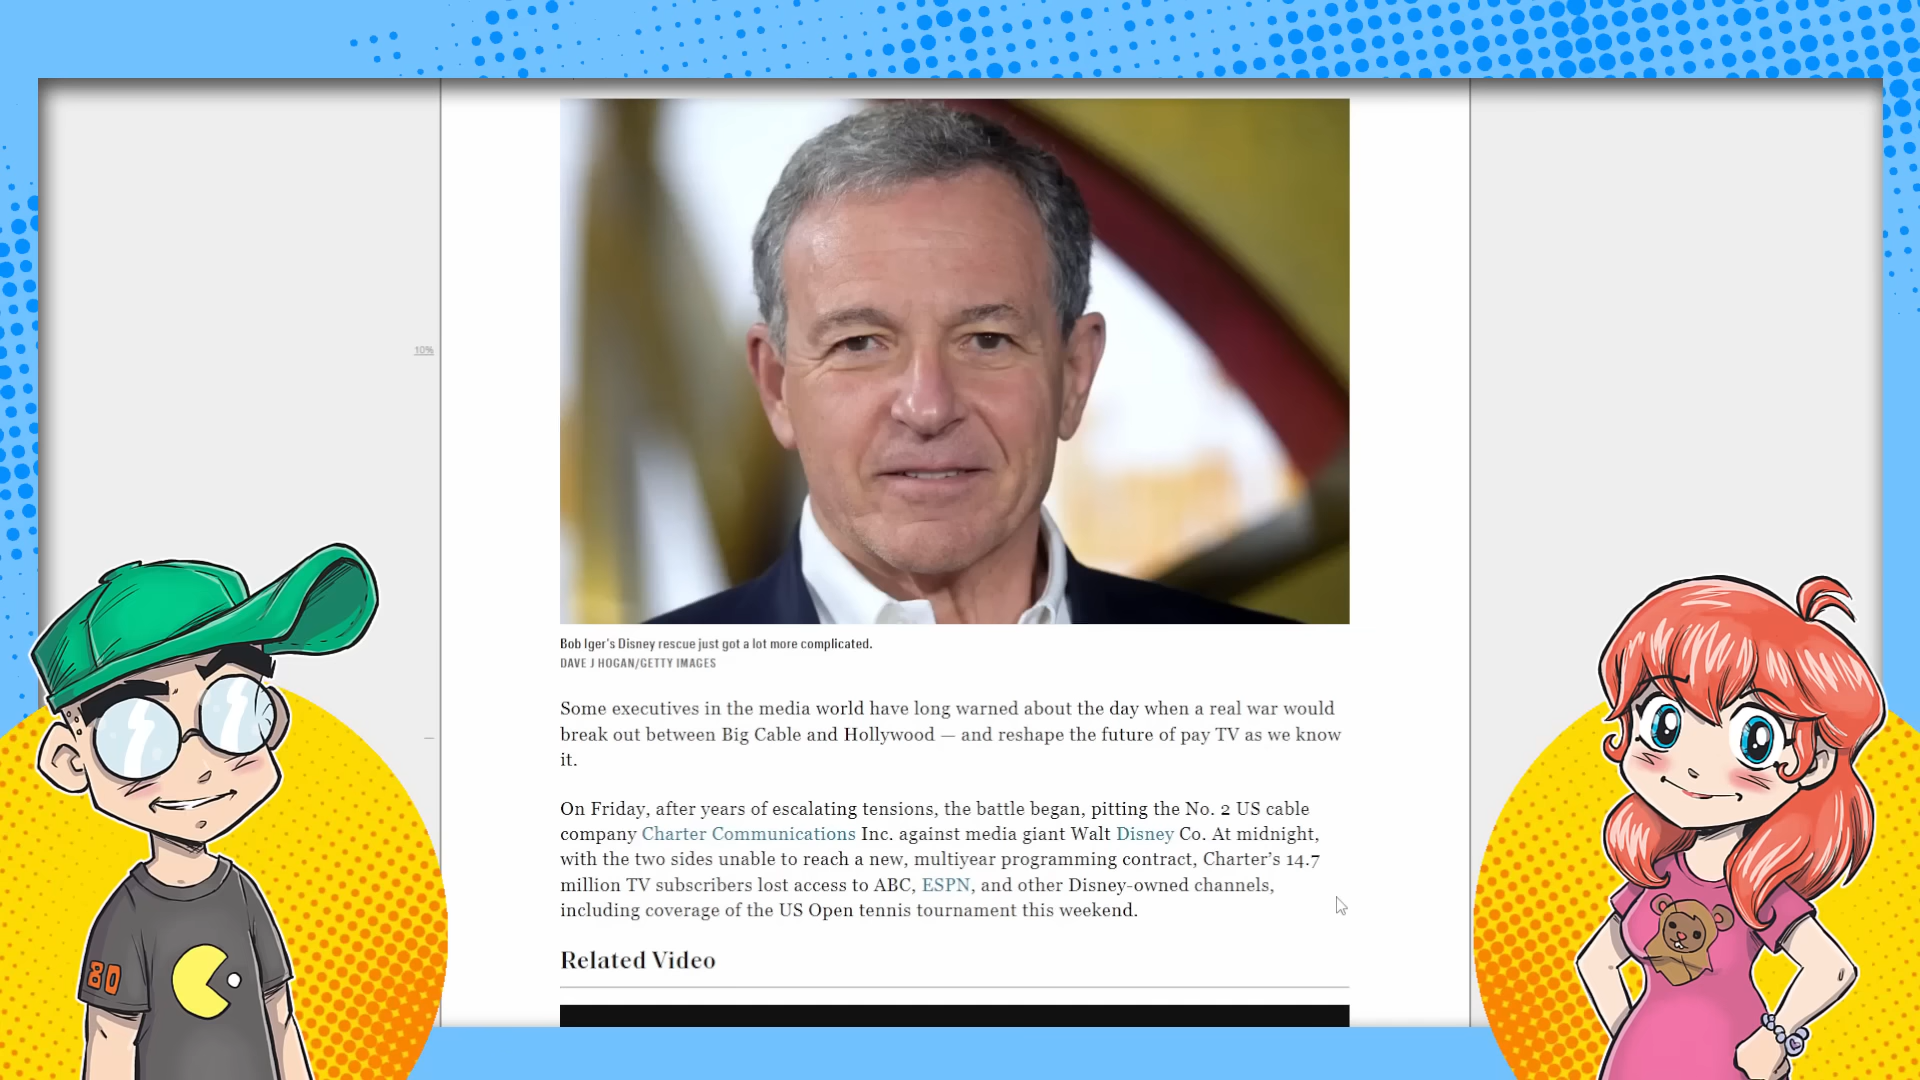 10%
Bob Iger's Disney rescue just got a lot more complicated.
DAVE J HOGAN/GETTY IMAGES
Some executives in the media world have long warned about the day when a real war would
break out between Big Cable and Hollywood — and reshape the future of pay TV as we know
it.
On Friday, after years of escalating tensions, the battle began, pitting the No. 2 US cable
company Charter Communications Inc. against media giant Walt Disney Co. At midnight,
with the two sides unable to reach a new, multiyear programming contract, Charter's 14.7
million TV subscribers lost access to ABC, ESPN, and other Disney-owned channels,
including coverage of the US Open tennis tournament this weekend.
Related Video
80